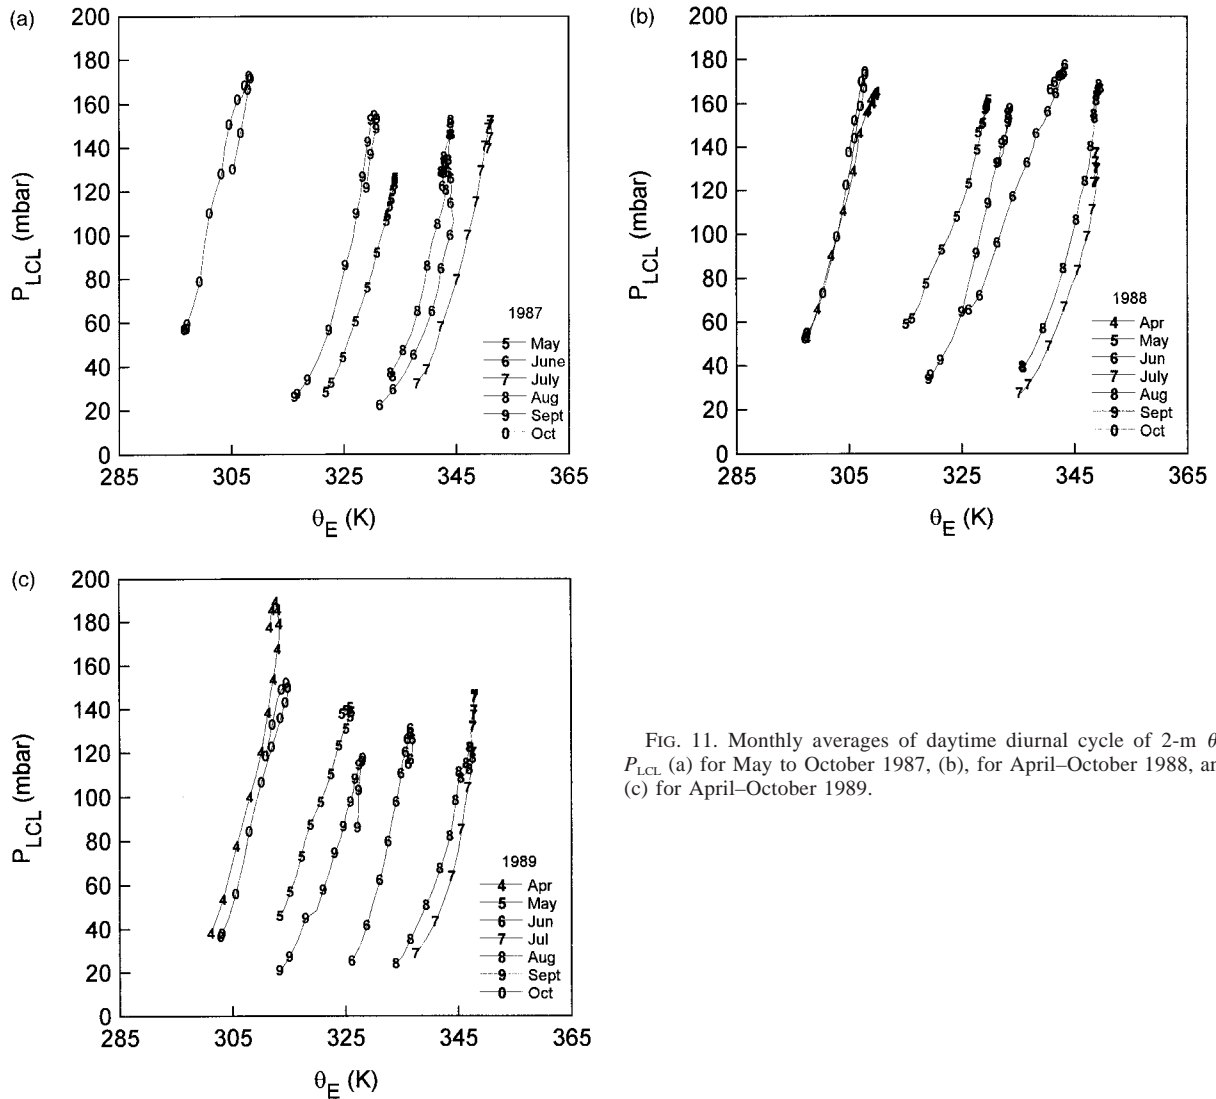 (a)
200
180
160
140
120
100
80
60
40
20
0
P_LCL (mbar)
285 305 325 345 365
θ_E (K)
1987
5 May
6 June
7 July
8 Aug
9 Sept
0 Oct
(b)
200
180
160
140
120
100
80
60
40
20
0
P_LCL (mbar)
285 305 325 345 365
θ_E (K)
1988
4 Apr
5 May
6 Jun
7 July
8 Aug
9 Sept
0 Oct
(c)
200
180
160
140
120
100
80
60
40
20
0
P_LCL (mbar)
285 305 325 345 365
θ_E (K)
1989
4 Apr
5 May
6 Jun
7 Jul
8 Aug
9 Sept
0 Oct
FIG. 11. Monthly averages of daytime diurnal cycle of 2-m θ
P_LCL (a) for May to October 1987, (b), for April–October 1988, an
(c) for April–October 1989.